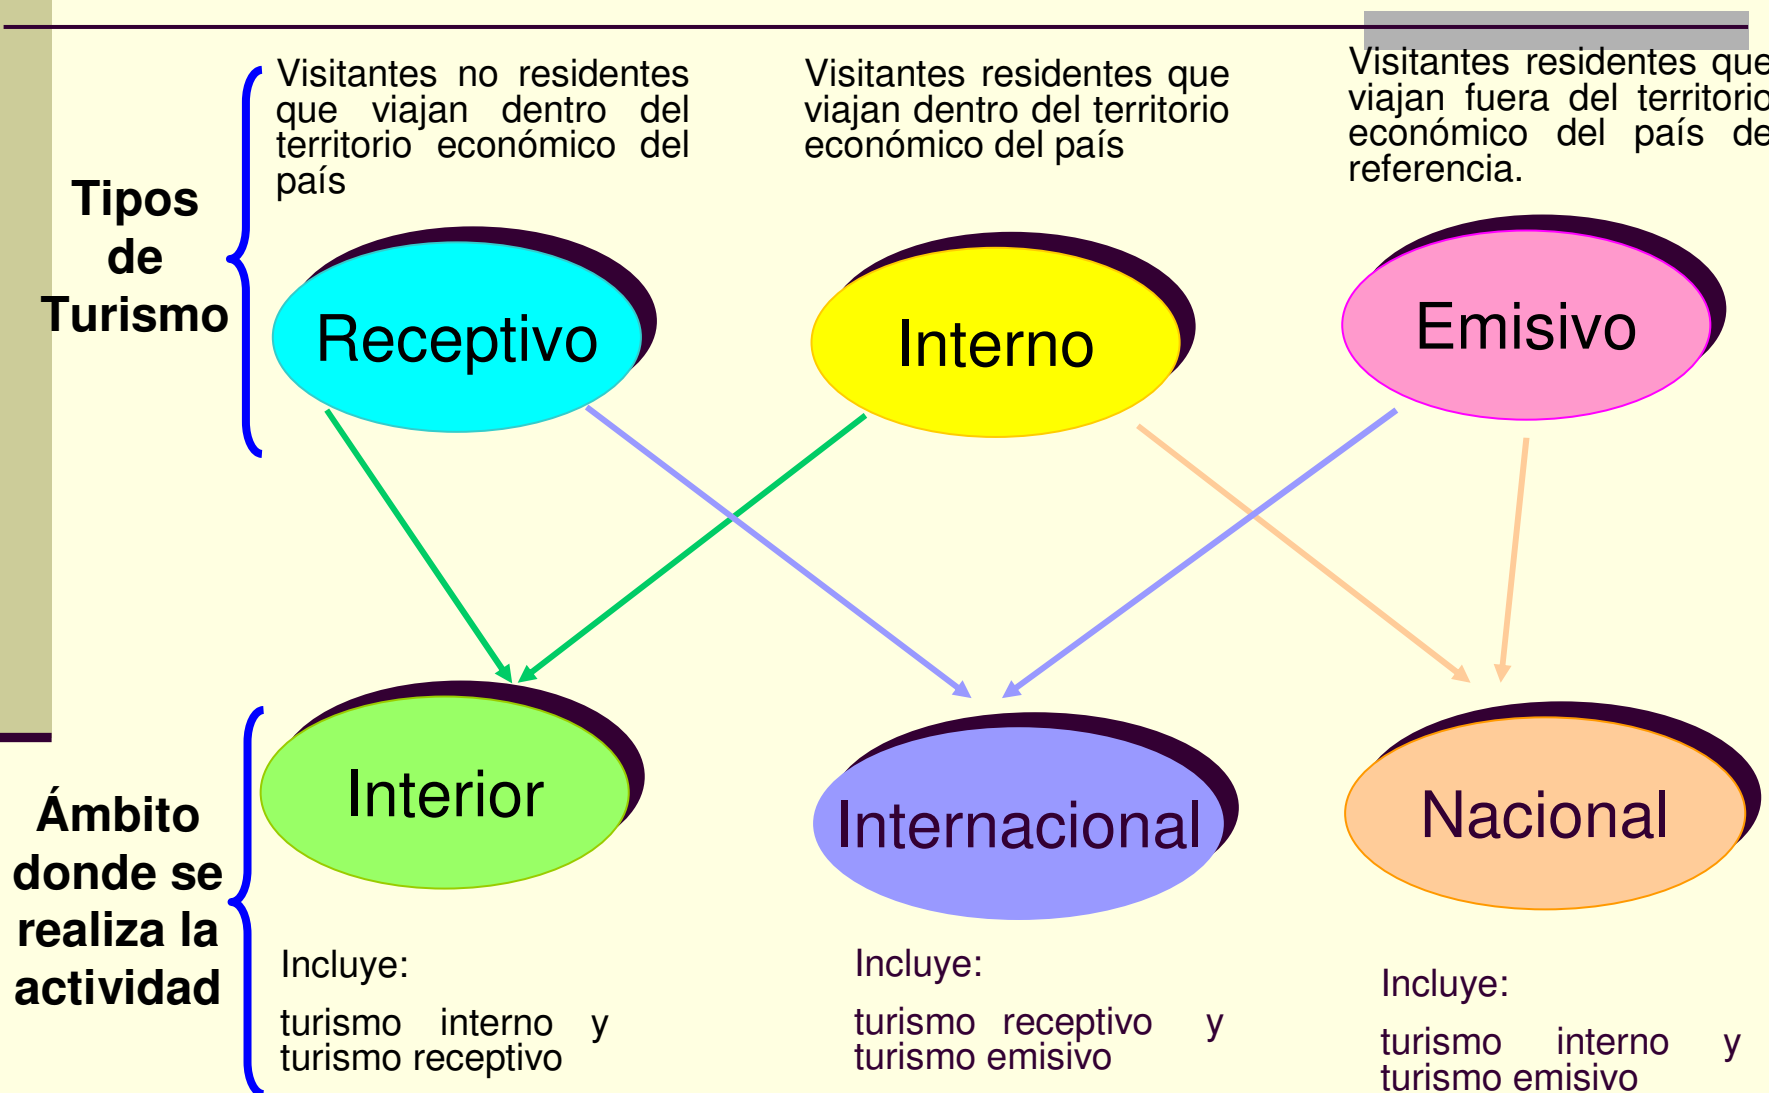 Visitantes no residentes
que viajan dentro del
territorio económico del
país
Visitantes residentes que
viajan dentro del territorio
económico del país
Visitantes residentes que
viajan fuera del territorio
económico del país de
referencia.
Tipos
de
Turismo
Receptivo
Interno
Emisivo
Interior
Internacional
Nacional
Ámbito
donde se
realiza la
actividad
Incluye:
turismo interno y
turismo receptivo
Incluye:
turismo receptivo y
turismo emisivo
Incluye:
turismo interno y
turismo emisivo